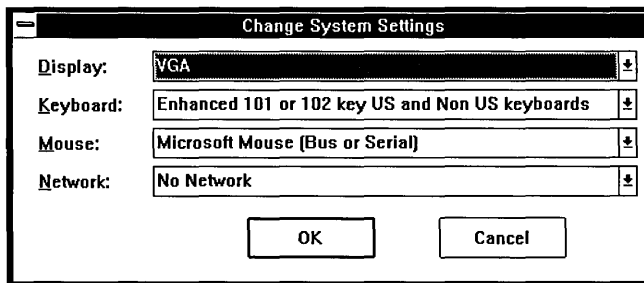 Change System Settings
Display: VGA
Keyboard: Enhanced 101 or 102 key US and Non US keyboards
Mouse: Microsoft Mouse (Bus or Serial)
Network: No Network
OK Cancel